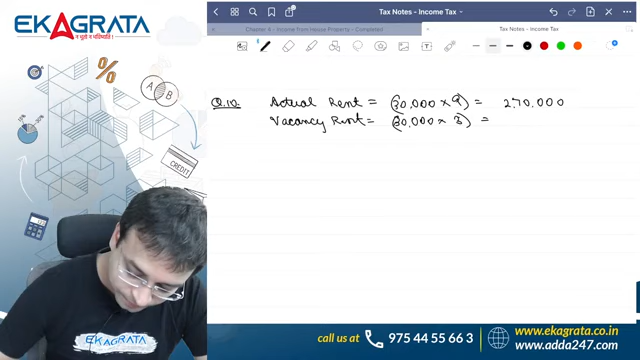 EKAGRATA
Chapter 4 - Income from House Property - Completed
Tax Notes - Income Tax
Tax Notes - Income Tax
Q.10. Actual Rent = (30,000 x 9) = 270,000
Vacancy Rent = (30,000 x 3) =
%
A B
CREDIT
EKAGRATA
call us at 975 44 55 66 3
www.ekagrata.co.in
www.adda247.com